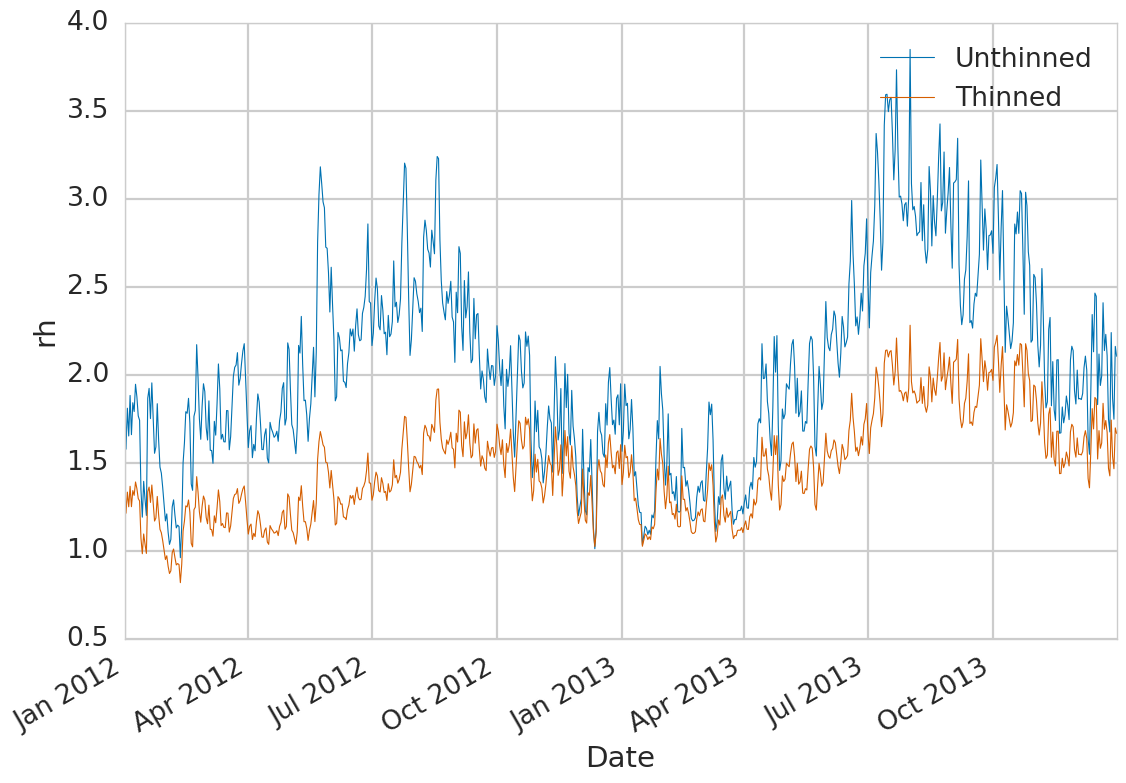 4.0
3.5
3.0
2.5
2.0
1.5
1.0
0.5
rh
Unthinned
Thinned
Jan 2012
Apr 2012
Jul 2012
Oct 2012
Jan 2013
Apr 2013
Jul 2013
Oct 2013
Date